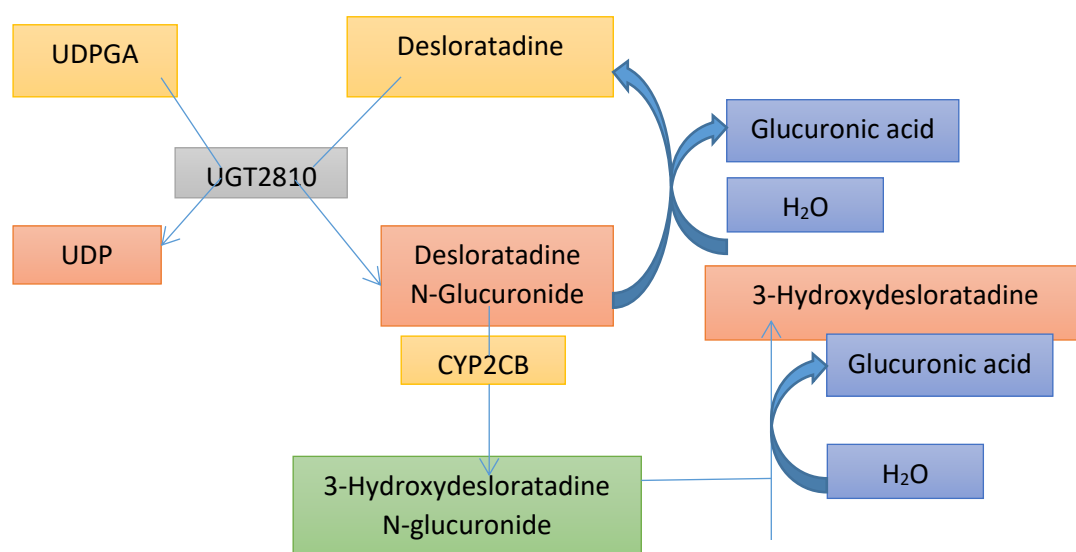 UDPGA
Desloratadine
Glucuronic acid
UGT2810
H₂O
UDP
Desloratadine
N-Glucuronide
3-Hydroxydesloratadine
CYP2CB
Glucuronic acid
3-Hydroxydesloratadine
N-glucuronide
H₂O